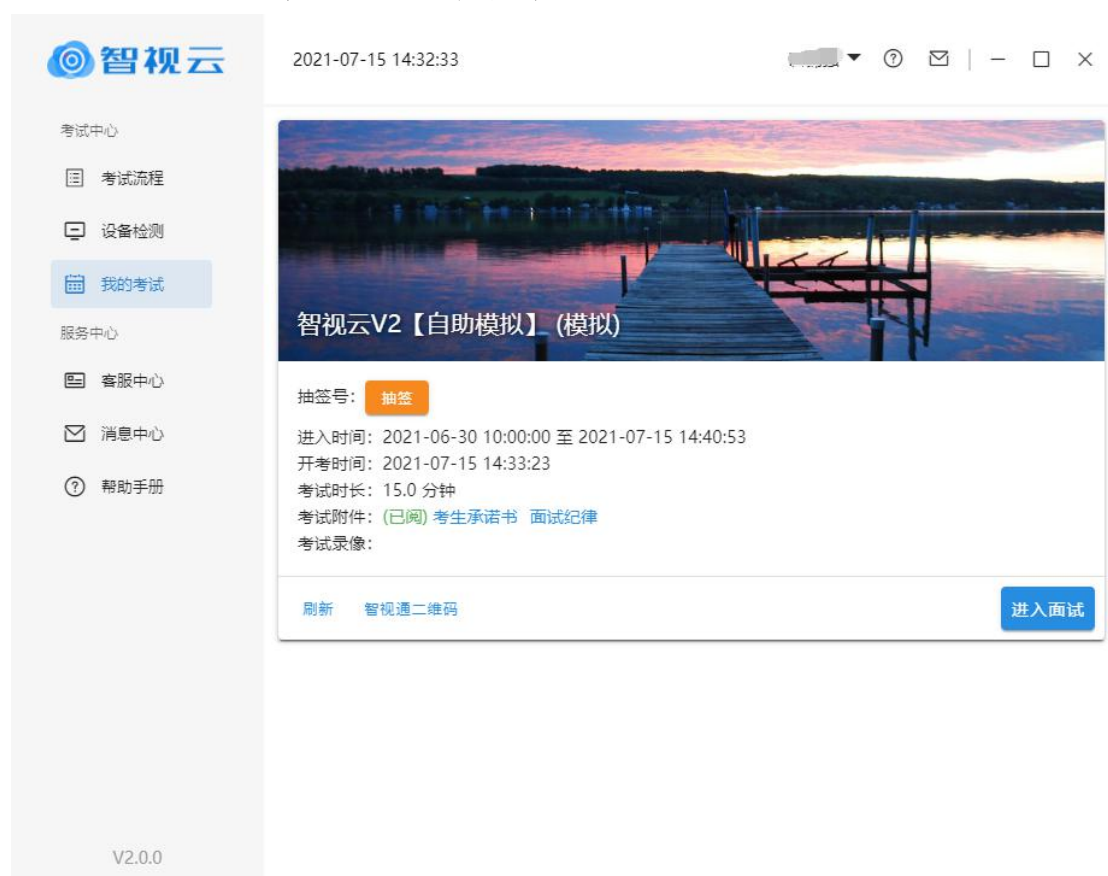 智视云
2021-07-15 14:32:33
考试中心
考试流程
设备检测
我的考试
服务中心
客服中心
消息中心
帮助手册
V2.0.0
智视云V2【自助模拟】 (模拟)
抽签号： 抽签
进入时间：2021-06-30 10:00:00 至 2021-07-15 14:40:53
开考时间：2021-07-15 14:33:23
考试时长：15.0 分钟
考试附件：(已阅) 考生承诺书 面试纪律
考试录像：
刷新 智视通二维码 进入面试